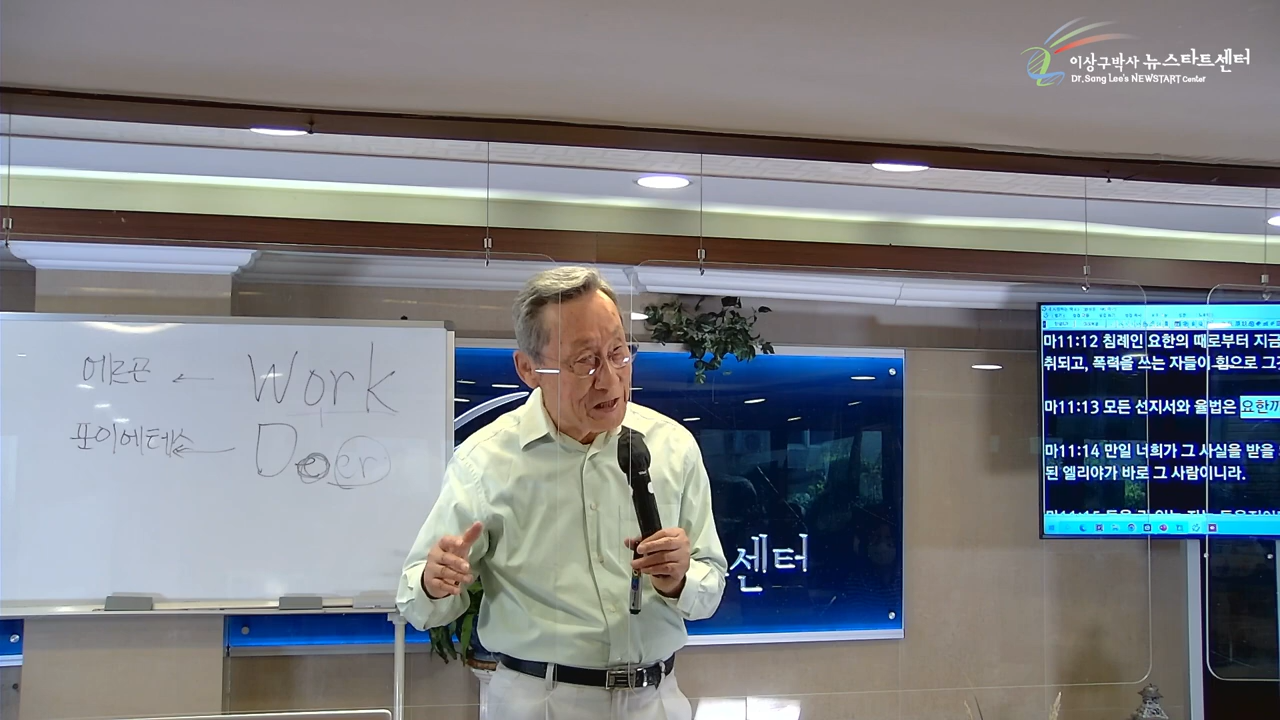 이상구박사 뉴스타트센터
Dr. Sang Lee's NEWSTART Center
에르곤 ← Work
포이에테스 ← Doer
센터
마11:12 침례인 요한의 때로부터 지금
취되고, 폭력을 쓰는 자들이 힘으로 그
마11:13 모든 선지서와 율법은 요한까
마11:14 만일 너희가 그 사실을 받을
된 엘리야가 바로 그 사람이니라.